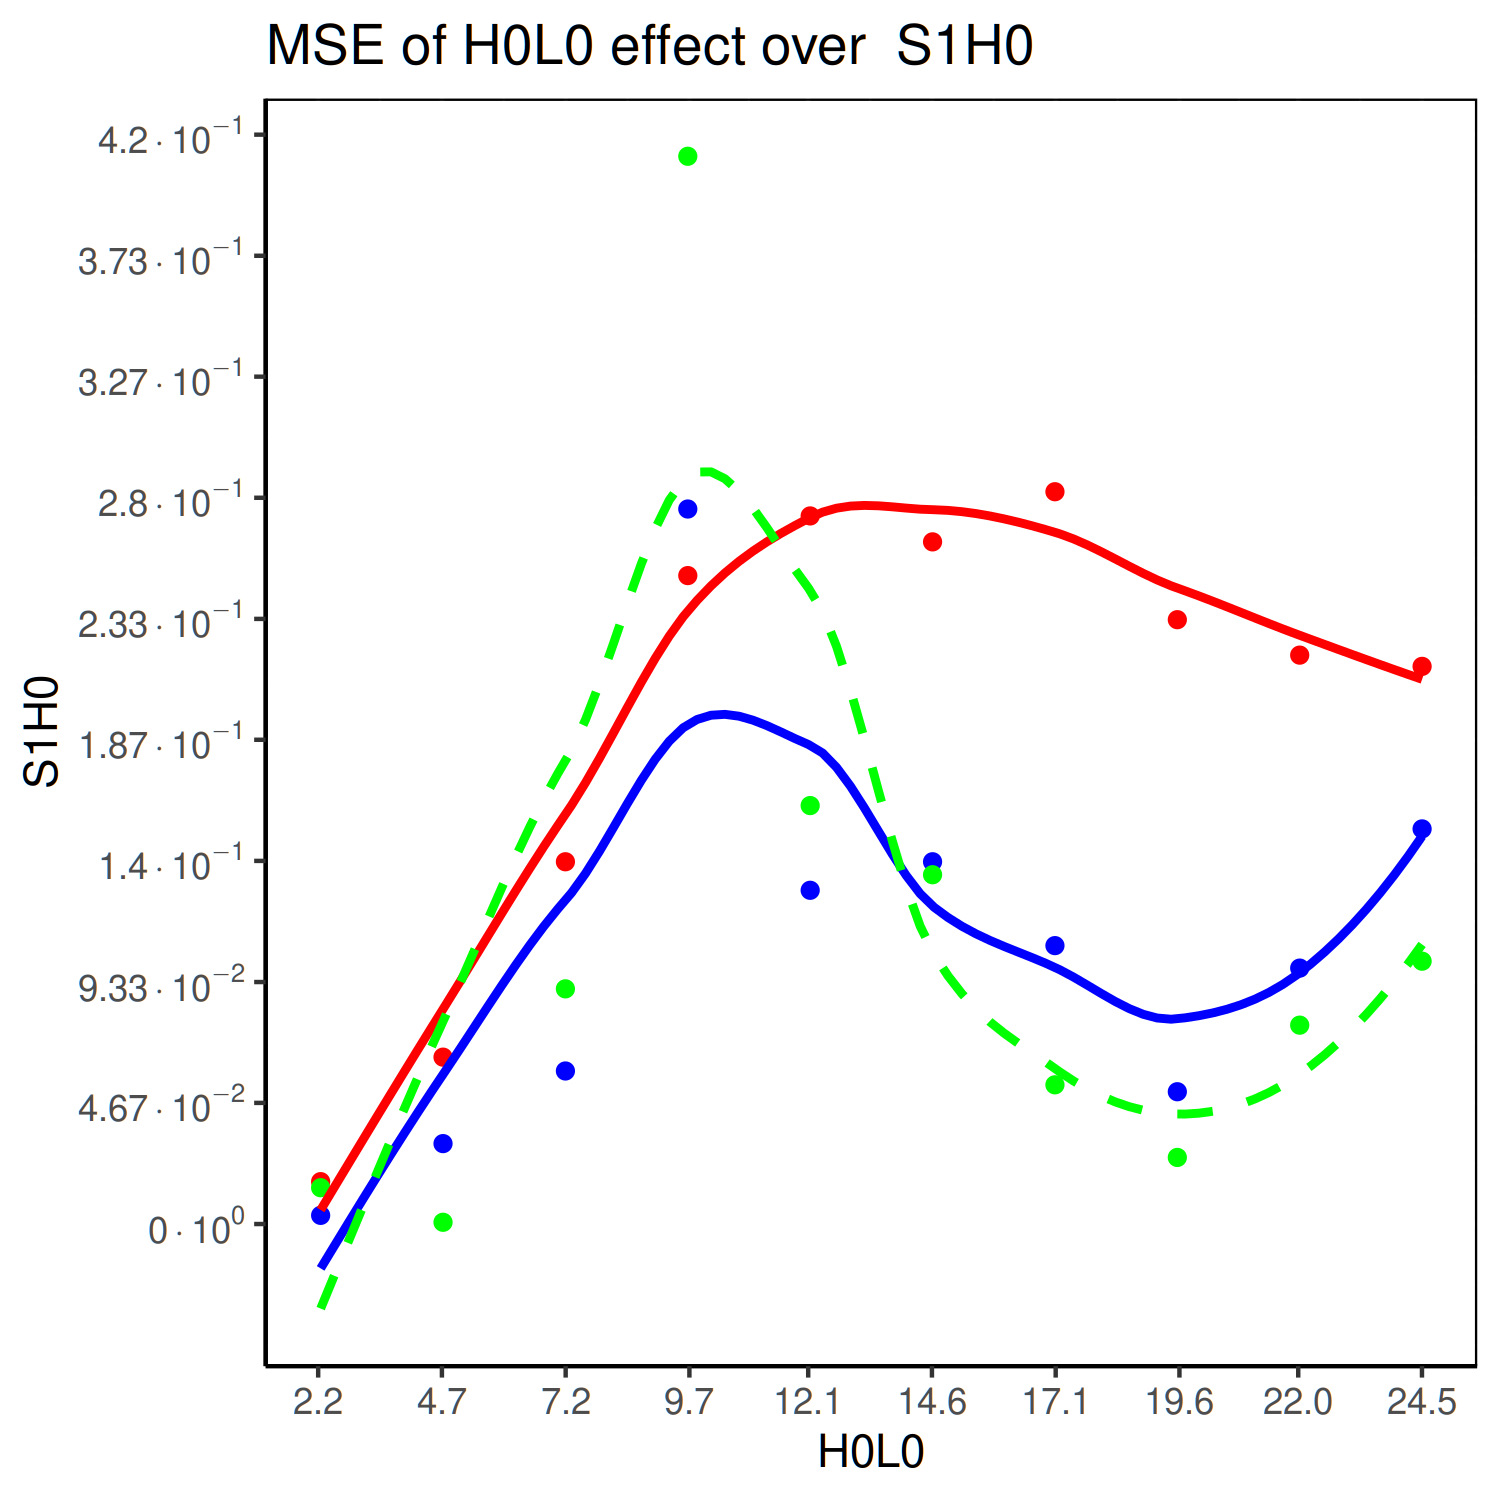 MSE of H0L0 effect over  S1H0
4.2 · 10⁻¹
3.73 · 10⁻¹
3.27 · 10⁻¹
2.8 · 10⁻¹
2.33 · 10⁻¹
1.87 · 10⁻¹
1.4 · 10⁻¹
9.33 · 10⁻²
4.67 · 10⁻²
0 · 10⁰
S1H0
2.2 4.7 7.2 9.7 12.1 14.6 17.1 19.6 22.0 24.5
H0L0